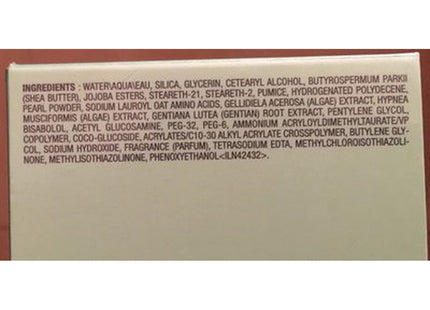 INGREDIENTS : WATER\AQUA\EAU, SILICA, GLYCERIN, CETEARYL ALCOHOL, BUTYROSPERMUM PARKII
(SHEA BUTTER), JOJOBA ESTERS, STEARETH-21, STEARETH-2, PUMICE, HYDROGENATED POLYDECENE,
PEARL POWDER, SODIUM LAUROYL OAT AMINO ACIDS, GELLIDIELA ACEROSA (ALGAE) EXTRACT, HYPNEA
MUSCIFORMIS (ALGAE) EXTRACT, GENTIANA LUTEA (GENTIAN) ROOT EXTRACT, PENTYLENE GLYCOL,
BISABOLOL, ACETYL GLUCOSAMINE, PEG-32, PEG-6, AMMONIUM ACRYLOYLDIMETHYLTAURATE/VP
COPOLYMER, COCO-GLUCOSIDE, ACRYLATES/C10-30 ALKYL ACRYLATE CROSSPOLYMER, BUTYLENE GLY-
COL, SODIUM HYDROXIDE, FRAGRANCE (PARFUM), TETRASODIUM EDTA, METHYLCHLOROISOTHIAZOLI-
NONE, METHYLISOTHIAZOLINONE, PHENOXYETHANOL<ILN42432>.